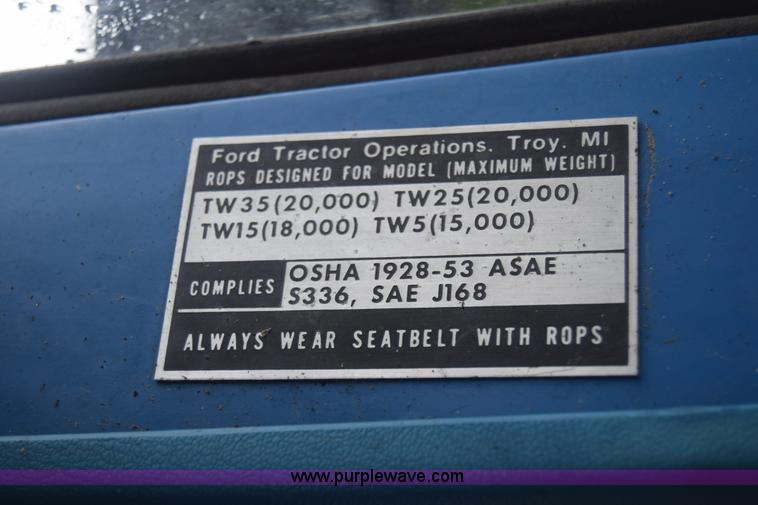 Ford Tractor Operations. Troy. MI
ROPS DESIGNED FOR MODEL (MAXIMUM WEIGHT)
TW35(20,000) TW25(20,000)
TW15(18,000) TW5(15,000)
COMPLIES
OSHA 1928-53 ASAE
S336, SAE J168
ALWAYS WEAR SEATBELT WITH ROPS
www.purplewave.com